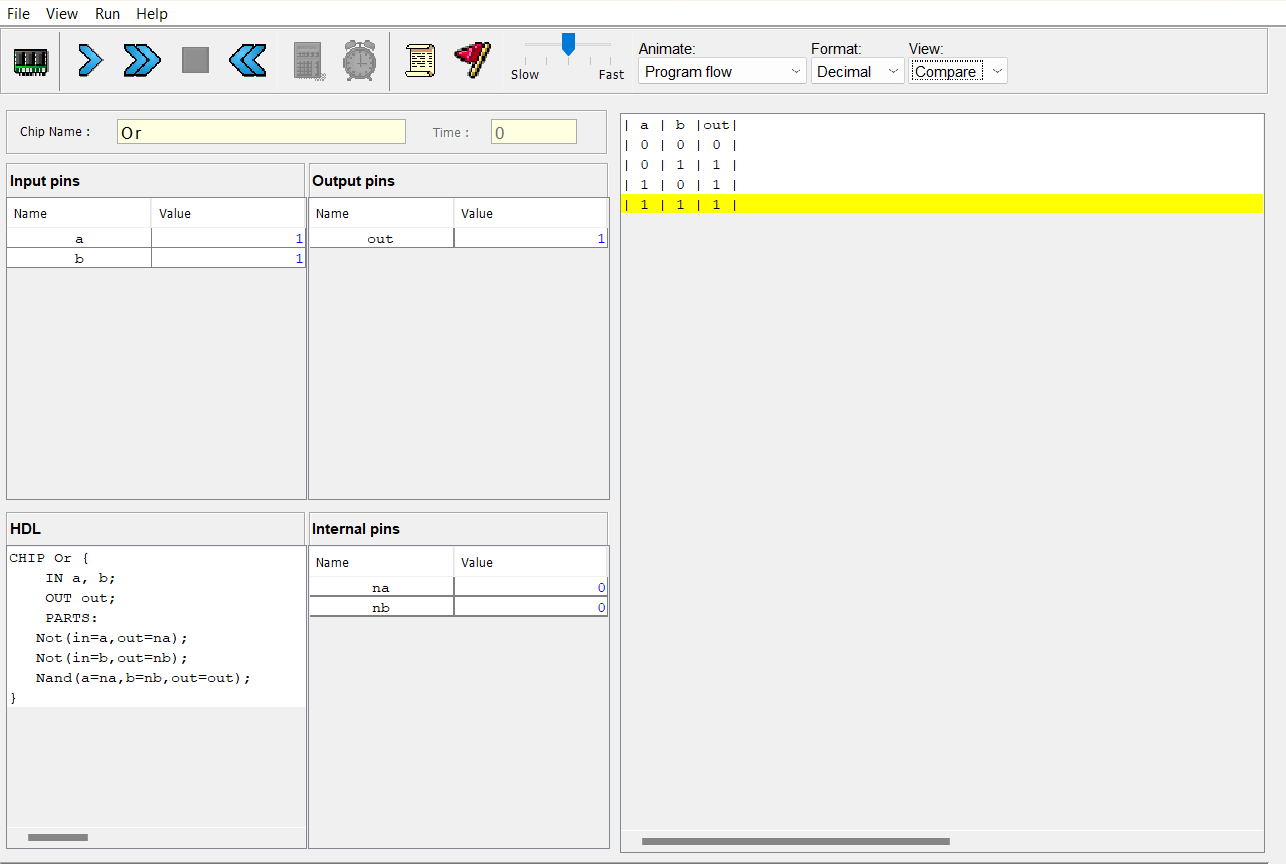 File View Run Help
Slow Fast
Animate: Format: View:
Program flow Decimal Compare
Chip Name : Or Time : 0
Input pins
Name Value
a 1
b 1
Output pins
Name Value
out 1
HDL
CHIP Or {
IN a, b;
OUT out;
PARTS:
Not(in=a,out=na);
Not(in=b,out=nb);
Nand(a=na,b=nb,out=out);
}
Internal pins
Name Value
na 0
nb 0
| a | b |out|
| 0 | 0 | 0 |
| 0 | 1 | 1 |
| 1 | 0 | 1 |
| 1 | 1 | 1 |